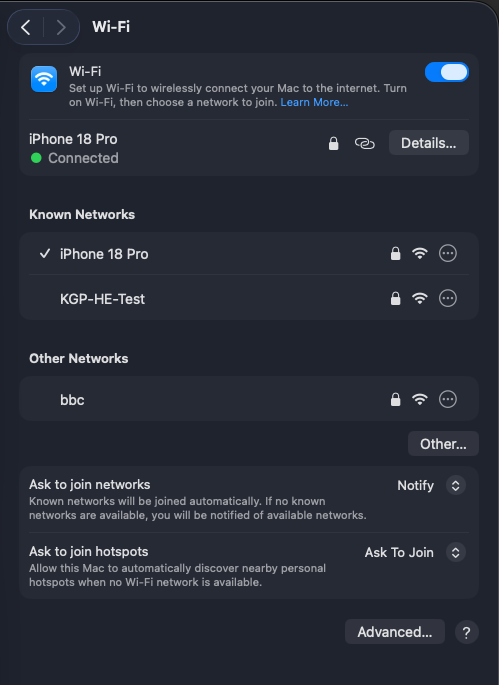 Wi-Fi
Wi-Fi
Set up Wi-Fi to wirelessly connect your Mac to the internet. Turn
on Wi-Fi, then choose a network to join. Learn More...
iPhone 18 Pro
Connected
Details...
Known Networks
iPhone 18 Pro
KGP-HE-Test
Other Networks
bbc
Other...
Ask to join networks
Notify
Known networks will be joined automatically. If no known
networks are available, you will be notified of available networks.
Ask to join hotspots
Ask To Join
Allow this Mac to automatically discover nearby personal
hotspots when no Wi-Fi network is available.
Advanced...
?